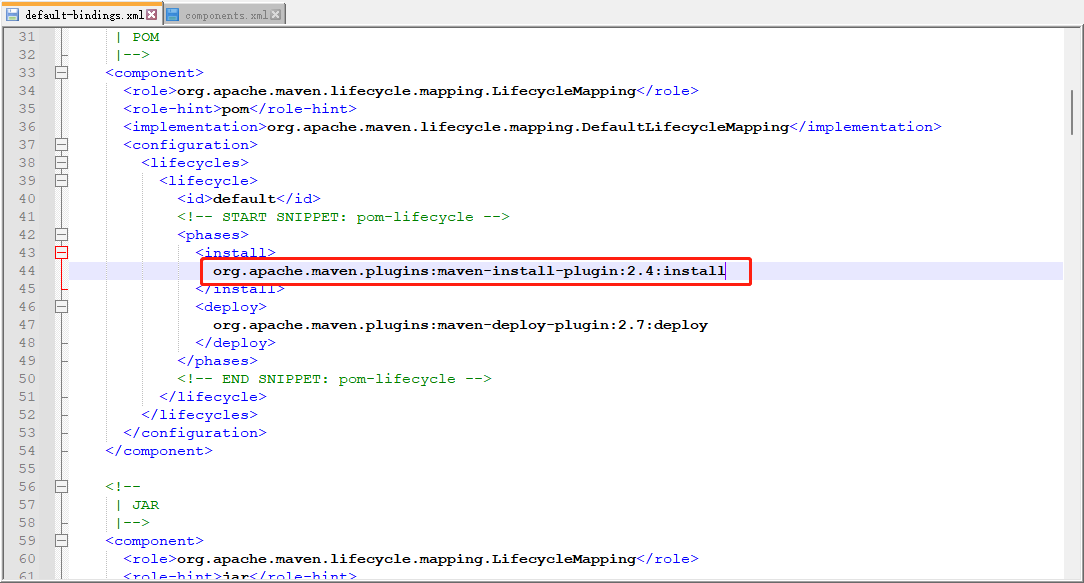 default-bindings.xml components.xml
31 | POM
32 |-->
33 <component>
34 <role>org.apache.maven.lifecycle.mapping.LifecycleMapping</role>
35 <role-hint>pom</role-hint>
36 <implementation>org.apache.maven.lifecycle.mapping.DefaultLifecycleMapping</implementation>
37 <configuration>
38 <lifecycles>
39 <lifecycle>
40 <id>default</id>
41 <!-- START SNIPPET: pom-lifecycle -->
42 <phases>
43 <install>
44 org.apache.maven.plugins:maven-install-plugin:2.4:install
45 </install>
46 <deploy>
47 org.apache.maven.plugins:maven-deploy-plugin:2.7:deploy
48 </deploy>
49 </phases>
50 <!-- END SNIPPET: pom-lifecycle -->
51 </lifecycle>
52 </lifecycles>
53 </configuration>
54 </component>
55
56 <!--
57 | JAR
58 |-->
59 <component>
60 <role>org.apache.maven.lifecycle.mapping.LifecycleMapping</role>
61 <role-hint>jar</role-hint>